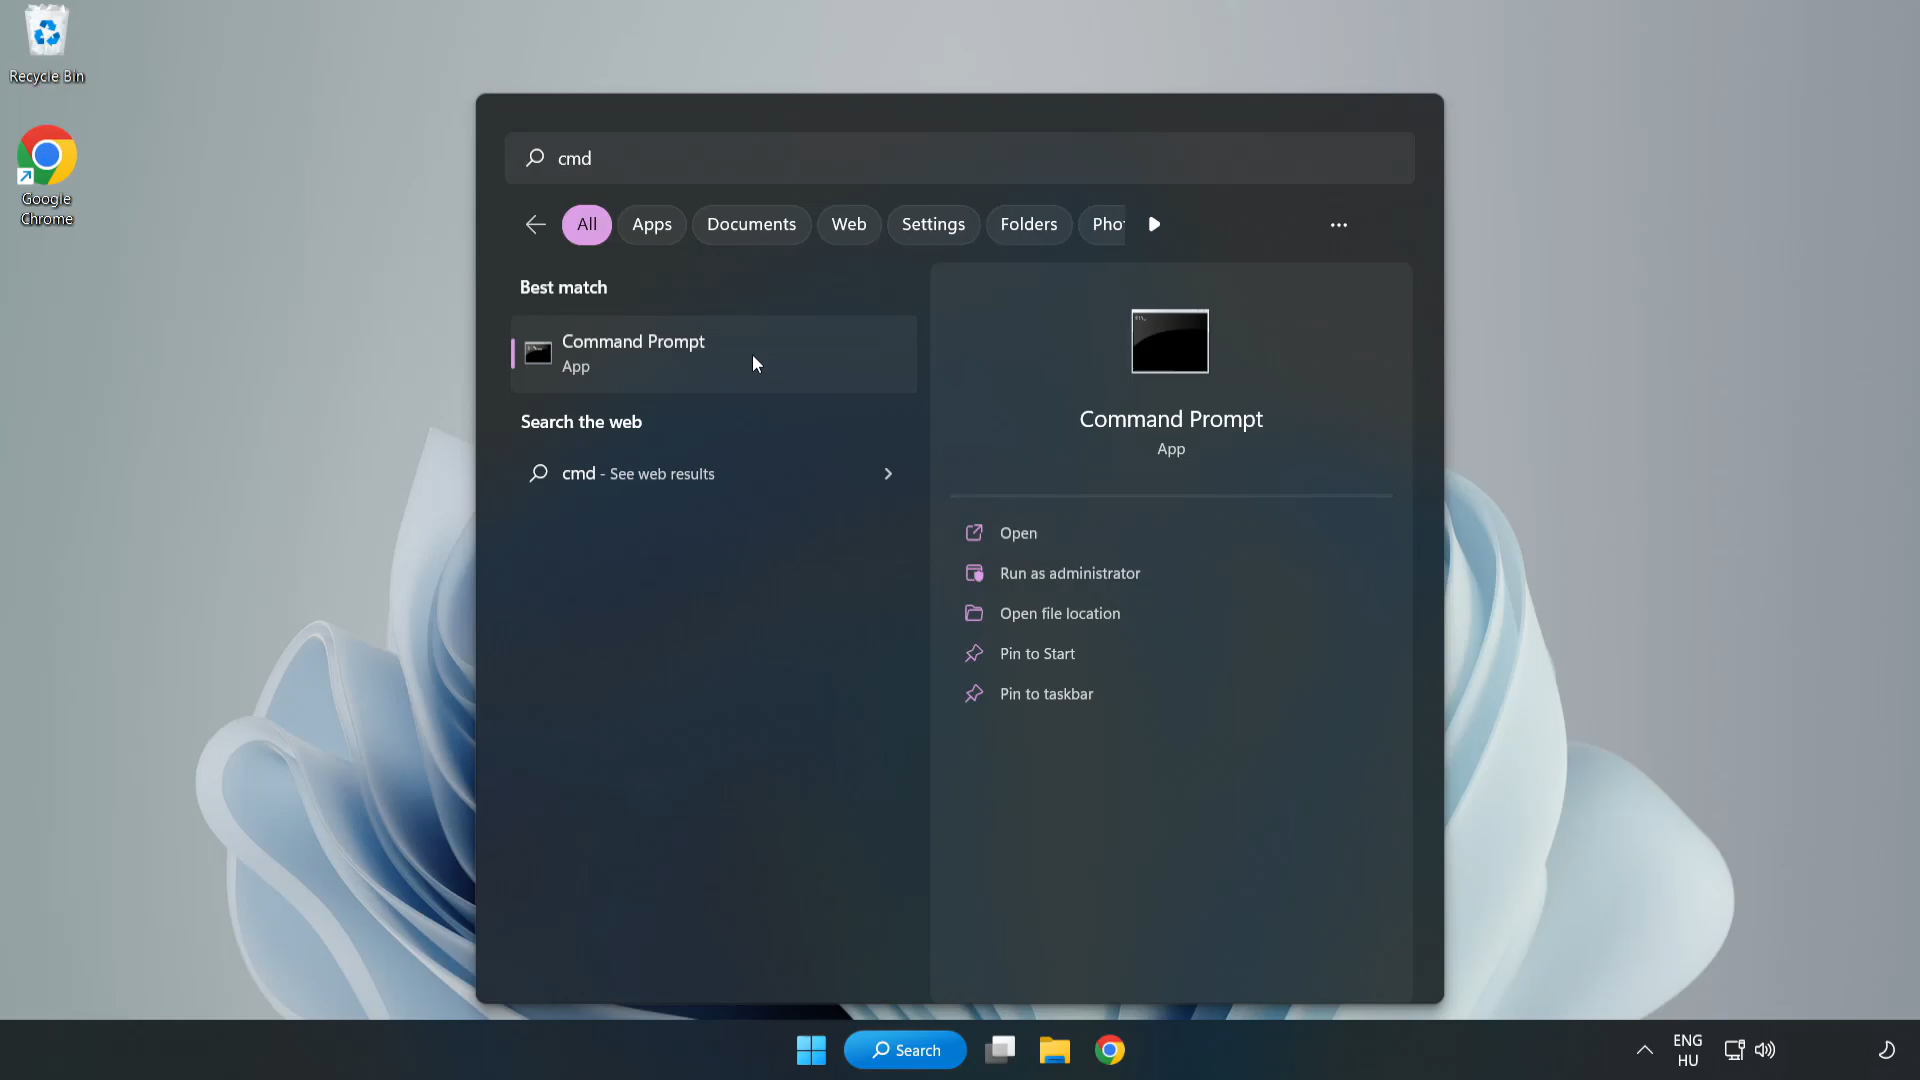 Recycle Bin
Google
Chrome
cmd
All
Apps
Documents
Web
Settings
Folders
Pho
Best match
Command Prompt
App
Search the web
cmd - See web results
Command Prompt
App
Open
Run as administrator
Open file location
Pin to Start
Pin to taskbar
Search
ENG
HU